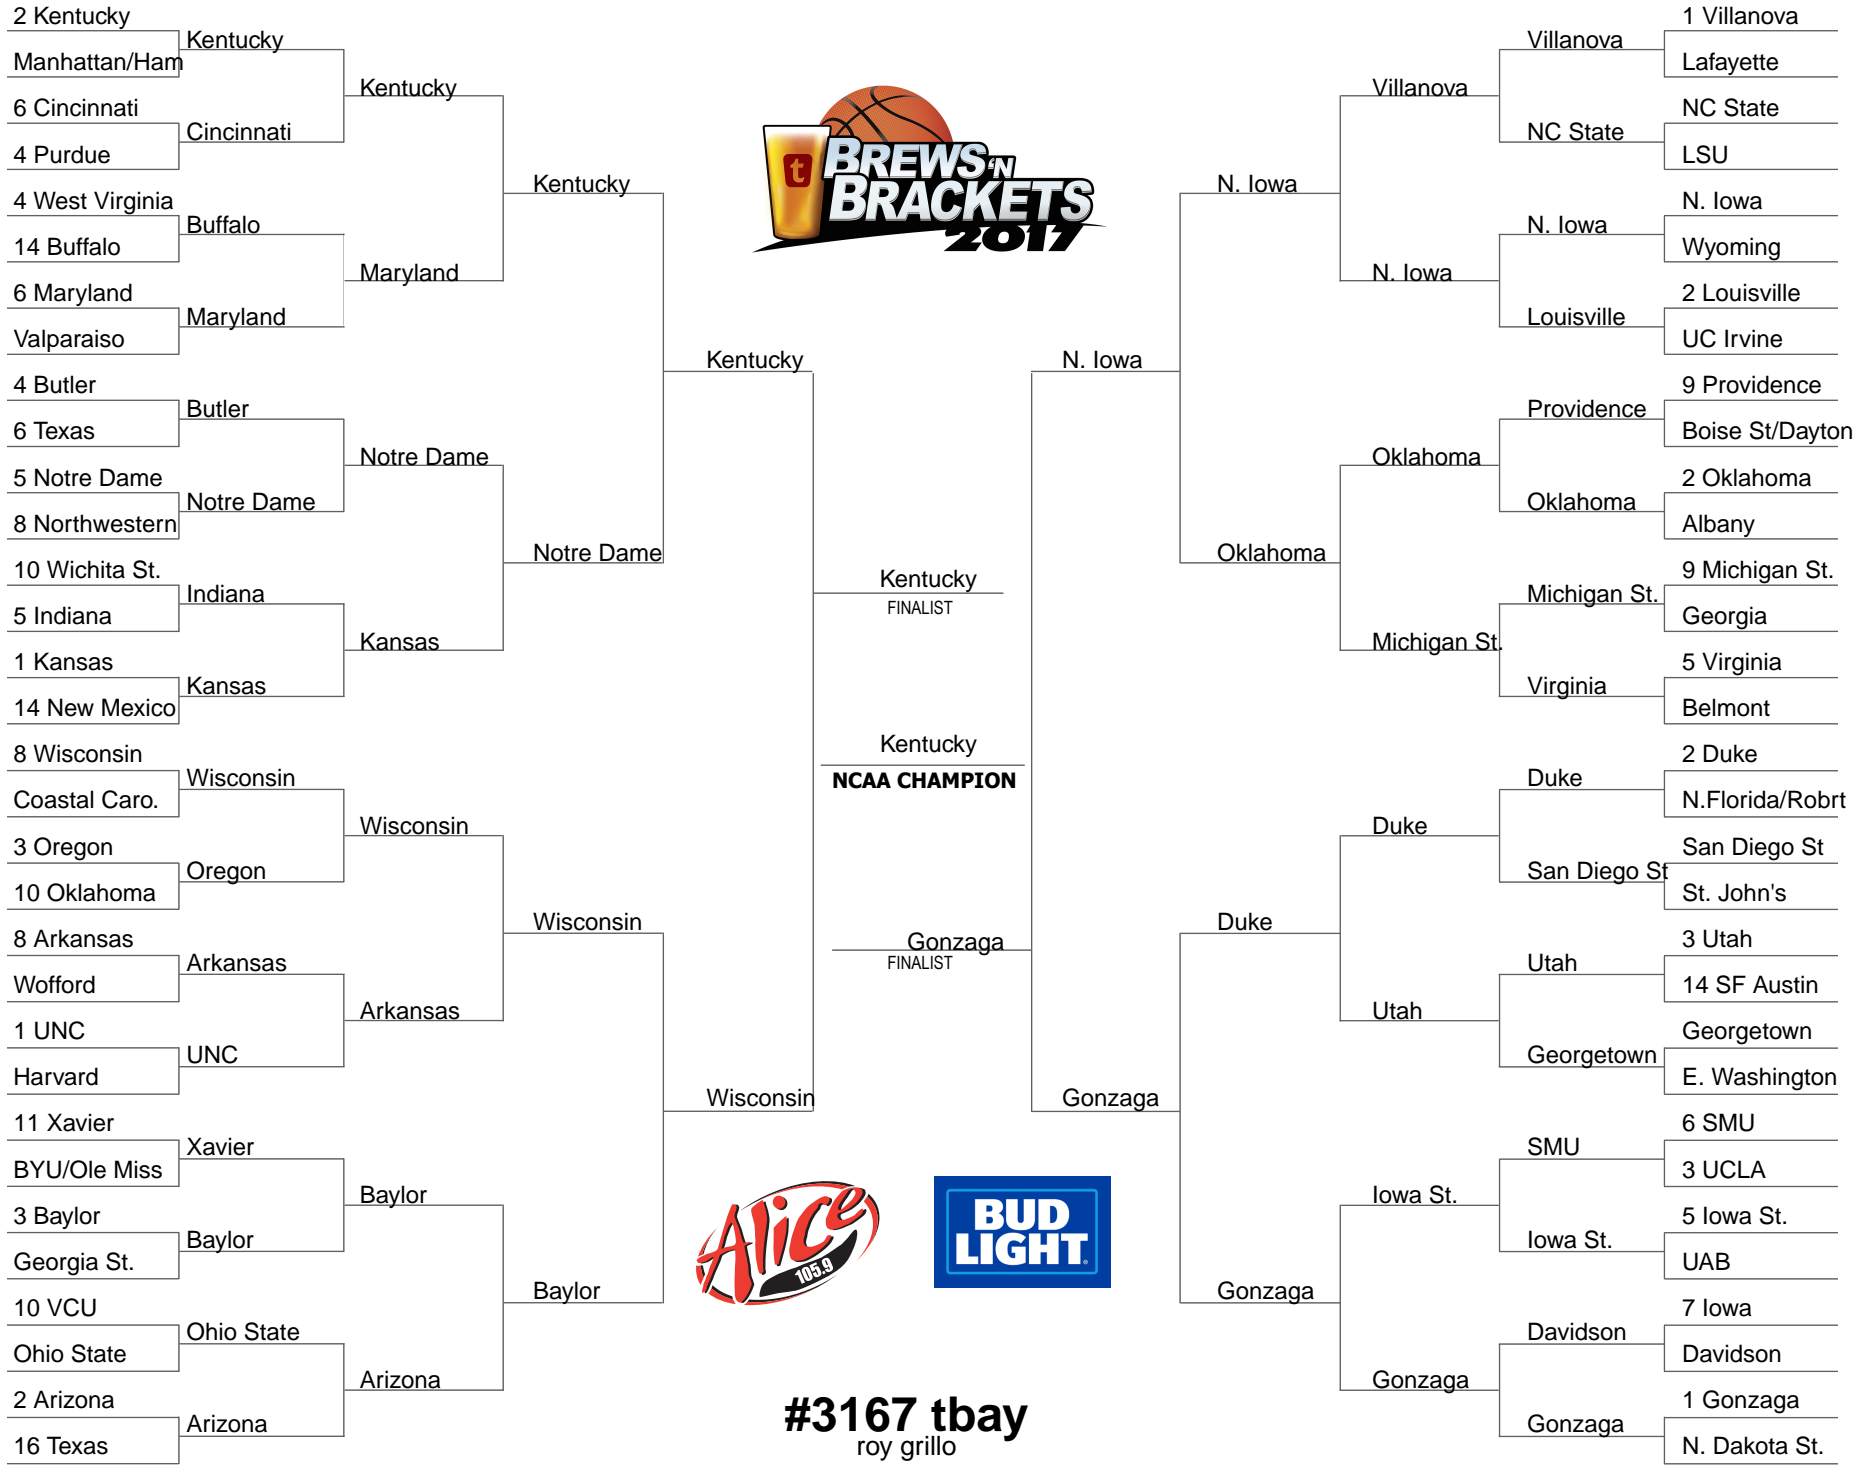 2 Kentucky
Manhattan/Ham
6 Cincinnati
4 Purdue
4 West Virginia
14 Buffalo
6 Maryland
Valparaiso
4 Butler
6 Texas
5 Notre Dame
8 Northwestern
10 Wichita St.
5 Indiana
1 Kansas
14 New Mexico
8 Wisconsin
Coastal Caro.
3 Oregon
10 Oklahoma
8 Arkansas
Wofford
1 UNC
Harvard
11 Xavier
BYU/Ole Miss
3 Baylor
Georgia St.
10 VCU
Ohio State
2 Arizona
16 Texas
Kentucky
Cincinnati
Buffalo
Maryland
Butler
Notre Dame
Indiana
Kansas
Wisconsin
Oregon
Arkansas
UNC
Xavier
Baylor
Ohio State
Arizona
Kentucky
Maryland
Notre Dame
Kansas
Wisconsin
Arkansas
Baylor
Arizona
Kentucky
Notre Dame
Wisconsin
Baylor
Kentucky
Wisconsin
t
BREWS 'N
BRACKETS
2017
Kentucky
FINALIST
Kentucky
NCAA CHAMPION
Gonzaga
FINALIST
Alice
105.9
BUD
LIGHT
#3167 tbay
roy grillo
N. Iowa
Gonzaga
N. Iowa
Oklahoma
Duke
Gonzaga
Villanova
N. Iowa
Oklahoma
Michigan St.
Duke
Utah
Iowa St.
Gonzaga
Villanova
NC State
N. Iowa
Louisville
Providence
Oklahoma
Michigan St.
Virginia
Duke
San Diego St
Utah
Georgetown
SMU
Iowa St.
Davidson
Gonzaga
1 Villanova
Lafayette
NC State
LSU
N. Iowa
Wyoming
2 Louisville
UC Irvine
9 Providence
Boise St/Dayton
2 Oklahoma
Albany
9 Michigan St.
Georgia
5 Virginia
Belmont
2 Duke
N.Florida/Robrt
San Diego St
St. John's
3 Utah
14 SF Austin
Georgetown
E. Washington
6 SMU
3 UCLA
5 Iowa St.
UAB
7 Iowa
Davidson
1 Gonzaga
N. Dakota St.